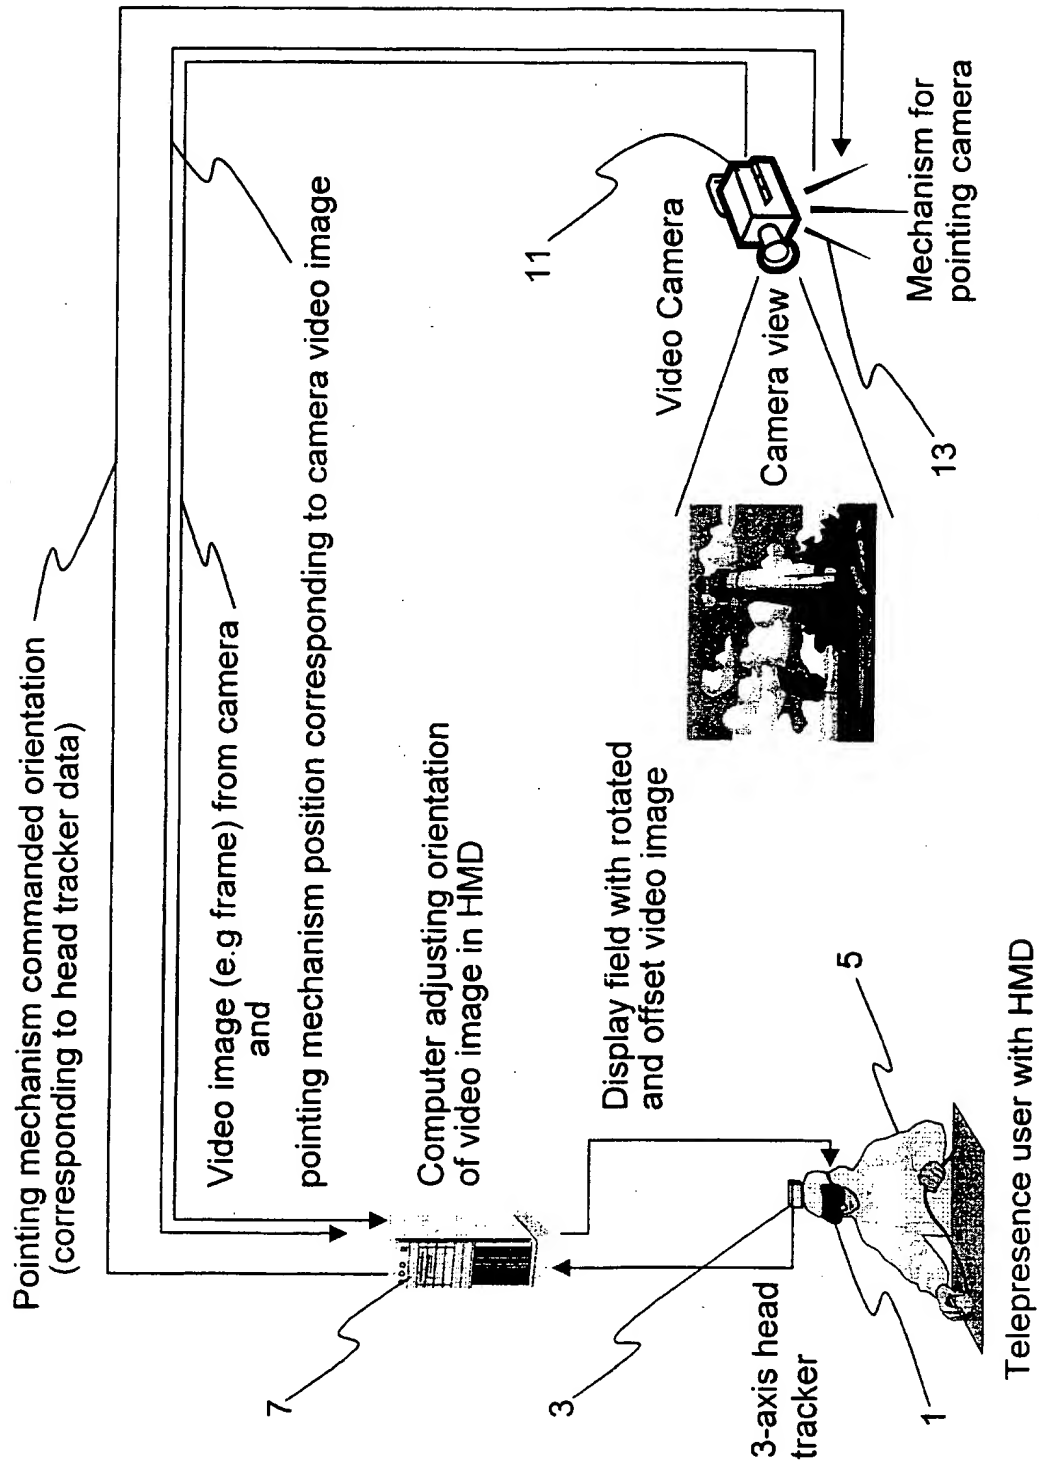 Pointing mechanism commanded orientation
(corresponding to head tracker data)
Video image (e.g frame) from camera
and
pointing mechanism position corresponding to camera video image
7
Computer adjusting orientation
of video image in HMD
11
3
Display field with rotated
and offset video image
Video Camera
3-axis head
tracker
Camera view
5
1
13
Mechanism for
pointing camera
Telepresence user with HMD